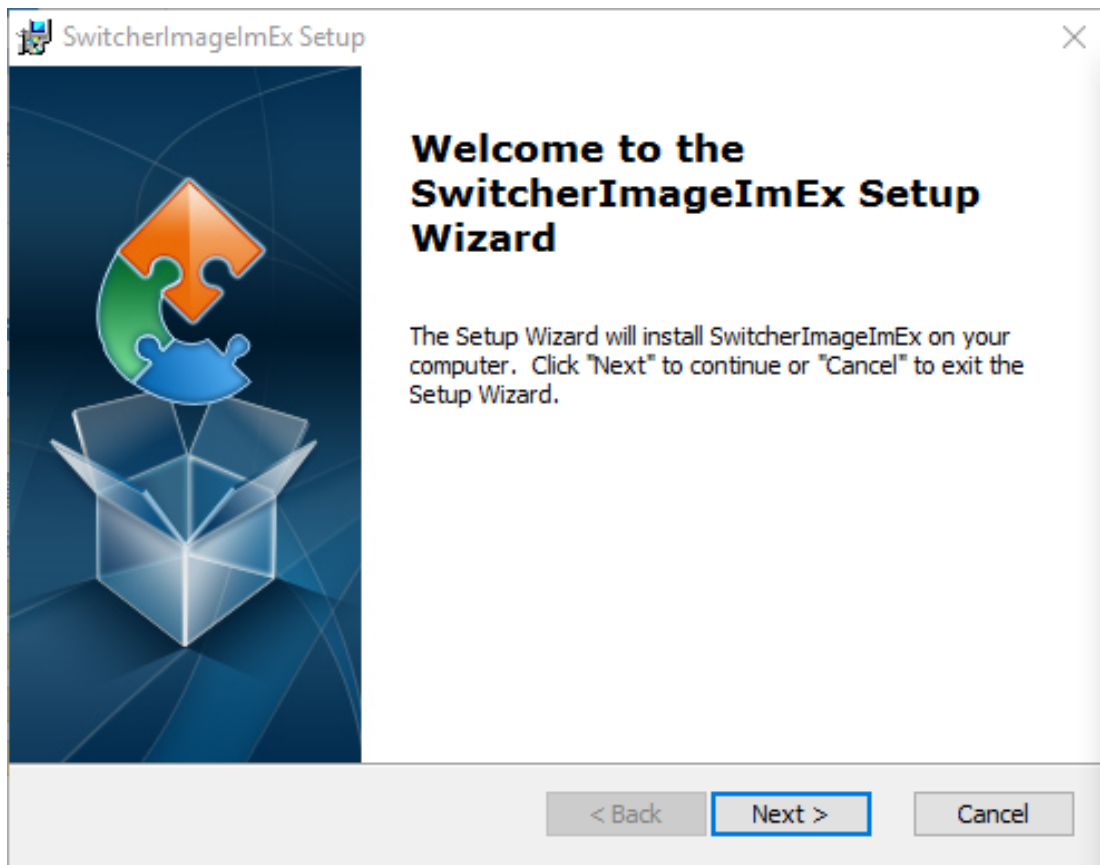 SwitcherImageImEx Setup
Welcome to the
SwitcherImageImEx Setup
Wizard
The Setup Wizard will install SwitcherImageImEx on your
computer.  Click "Next" to continue or "Cancel" to exit the
Setup Wizard.
< Back
Next >
Cancel